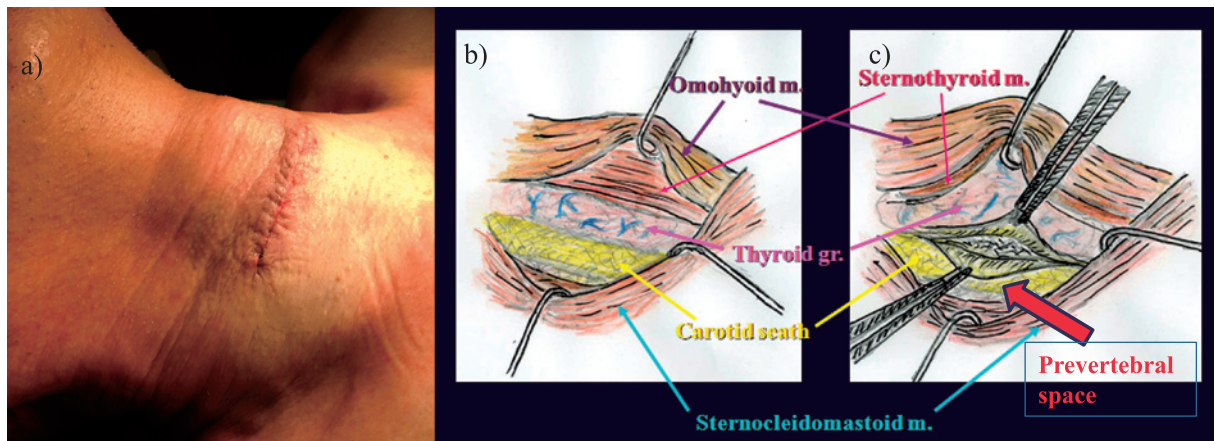 a)
b)
c)
Omohyoid m.
Sternothyroid m.
Thyroid gr.
Carotid seath
Prevertebral
space
Sternocleidomastoid m.